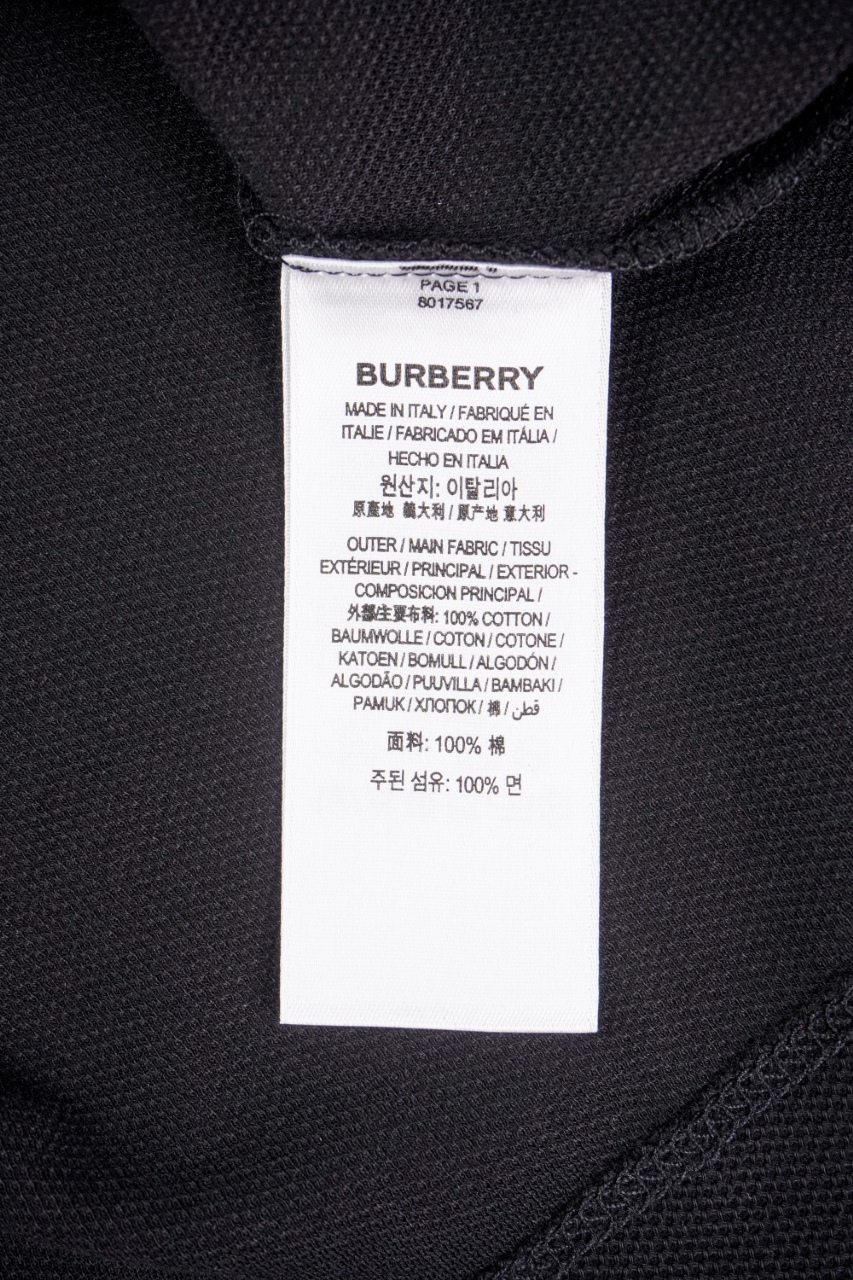 PAGE 1
8017567
BURBERRY
MADE IN ITALY / FABRIQUÉ EN
ITALIE / FABRICADO EM ITÁLIA /
HECHO EN ITALIA
원산지: 이탈리아
原產地 義大利 / 原产地 意大利
OUTER / MAIN FABRIC / TISSU
EXTÉRIEUR / PRINCIPAL / EXTERIOR -
COMPOSICION PRINCIPAL /
外部/主要布料: 100% COTTON /
BAUMWOLLE / COTON / COTONE /
KATOEN / BOMULL / ALGODÓN /
ALGODÃO / PUUVILLA / BAMBAKI /
PAMUK / ХЛОПОК / 棉 / قطن
面料: 100% 棉
주된 섬유: 100% 면